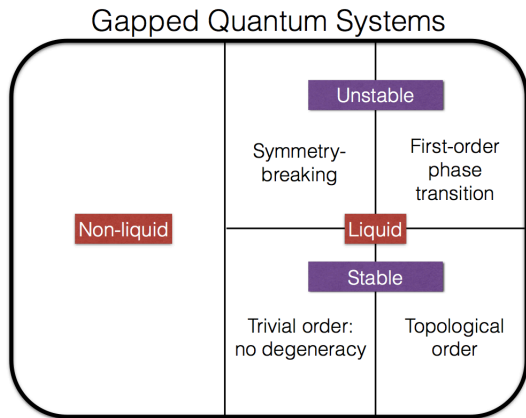 Gapped Quantum Systems
Unstable
Symmetry-
breaking
First-order
phase
transition
Non-liquid
Liquid
Stable
Trivial order:
no degeneracy
Topological
order